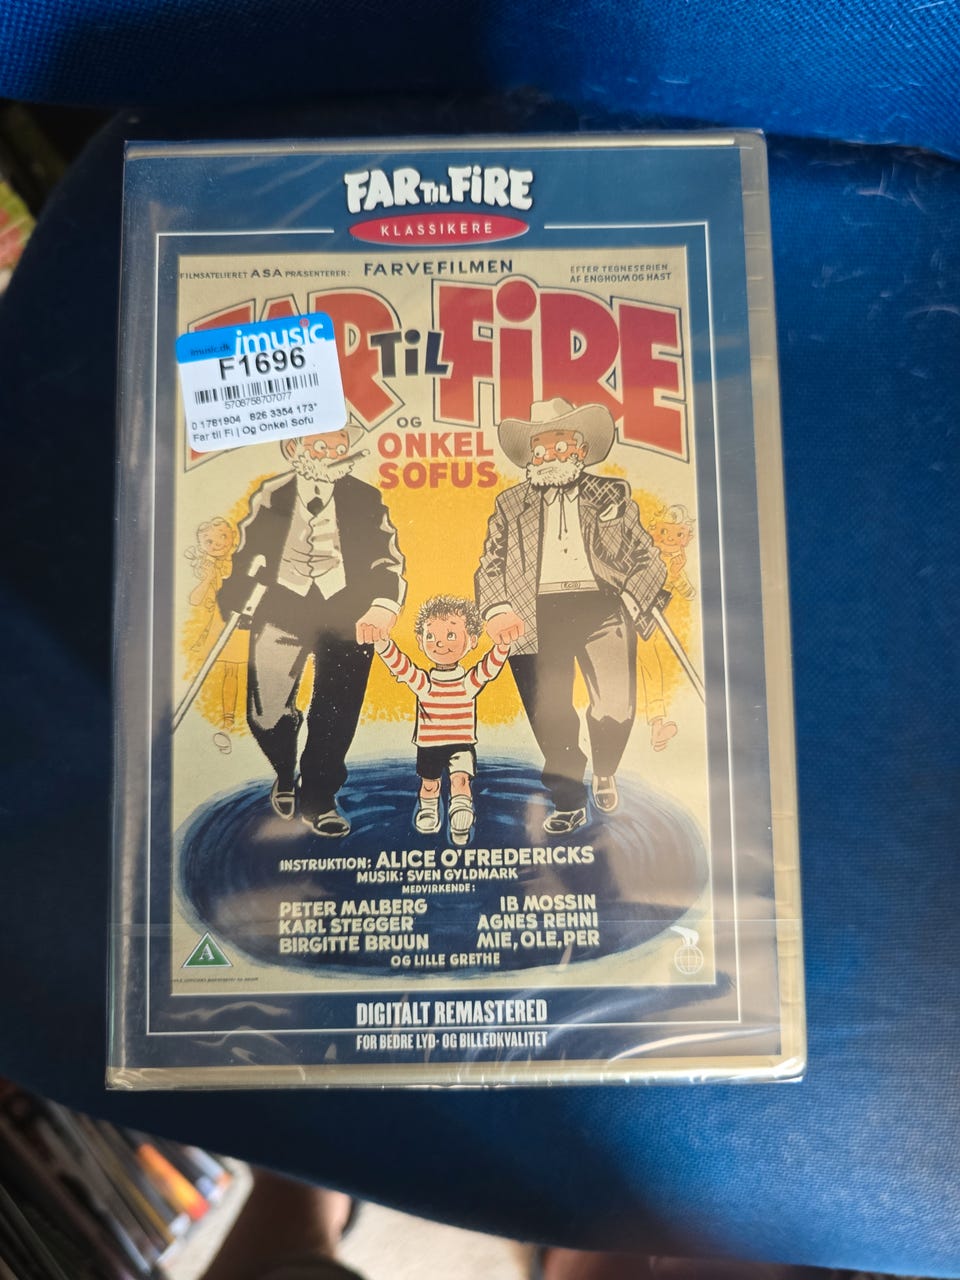 FAR TIL FIRE
KLASSIKERE
FILMSATELIERET ASA PRÆSENTERER: FARVEFILMEN
EFTER TEGNESERIEN
AF ENGHOLM OG HAST
FAR TIL FIRE
OG
ONKEL
SOFUS
imusic.dk imusic
F1696
5708758707077
0 1781904 826 3354 173*
Far til Fi | Og Onkel Sofu
INSTRUKTION: ALICE O'FREDERICKS
MUSIK: SVEN GYLDMARK
MEDVIRKENDE:
PETER MALBERG IB MOSSIN
KARL STEGGER AGNES REHNI
BIRGITTE BRUUN MIE, OLE, PER
OG LILLE GRETHE
A
DIGITALT REMASTERED
FOR BEDRE LYD- OG BILLEDKVALITET